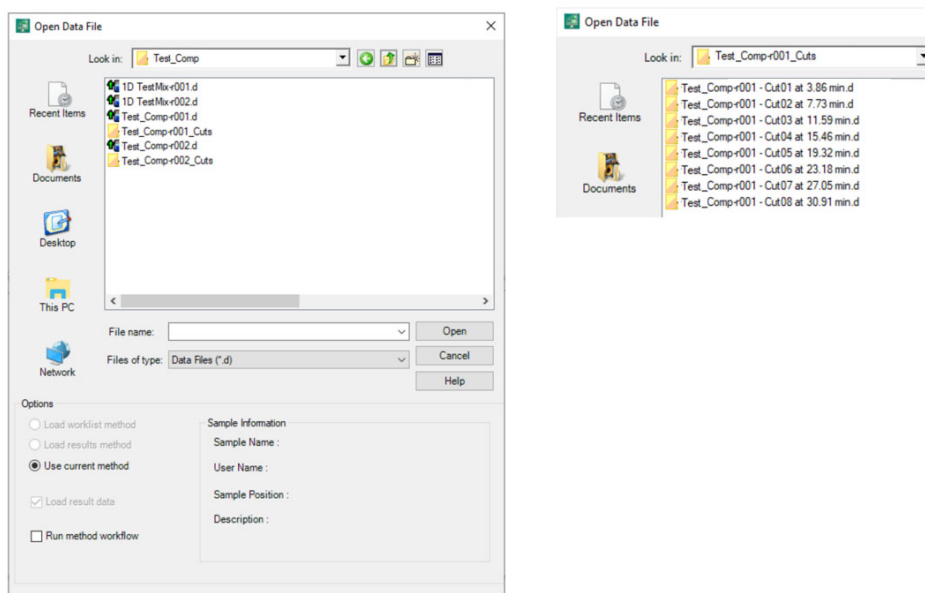 Open Data File
Look in: Test_Comp
Recent Items
Documents
Desktop
This PC
Network
1D TestMix-r001.d
1D TestMix-r002.d
Test_Comp-r001.d
Test_Comp-r001_Cuts
Test_Comp-r002.d
Test_Comp-r002_Cuts
File name:
Open
Files of type: Data Files (*.d)
Cancel
Help
Options
Load worklist method
Load results method
Use current method
Load result data
Run method workflow
Sample Information
Sample Name :
User Name :
Sample Position :
Description :
Open Data File
Look in: Test_Comp-r001_Cuts
Recent Items
Documents
Test_Comp-r001 - Cut01 at 3.86 min.d
Test_Comp-r001 - Cut02 at 7.73 min.d
Test_Comp-r001 - Cut03 at 11.59 min.d
Test_Comp-r001 - Cut04 at 15.46 min.d
Test_Comp-r001 - Cut05 at 19.32 min.d
Test_Comp-r001 - Cut06 at 23.18 min.d
Test_Comp-r001 - Cut07 at 27.05 min.d
Test_Comp-r001 - Cut08 at 30.91 min.d